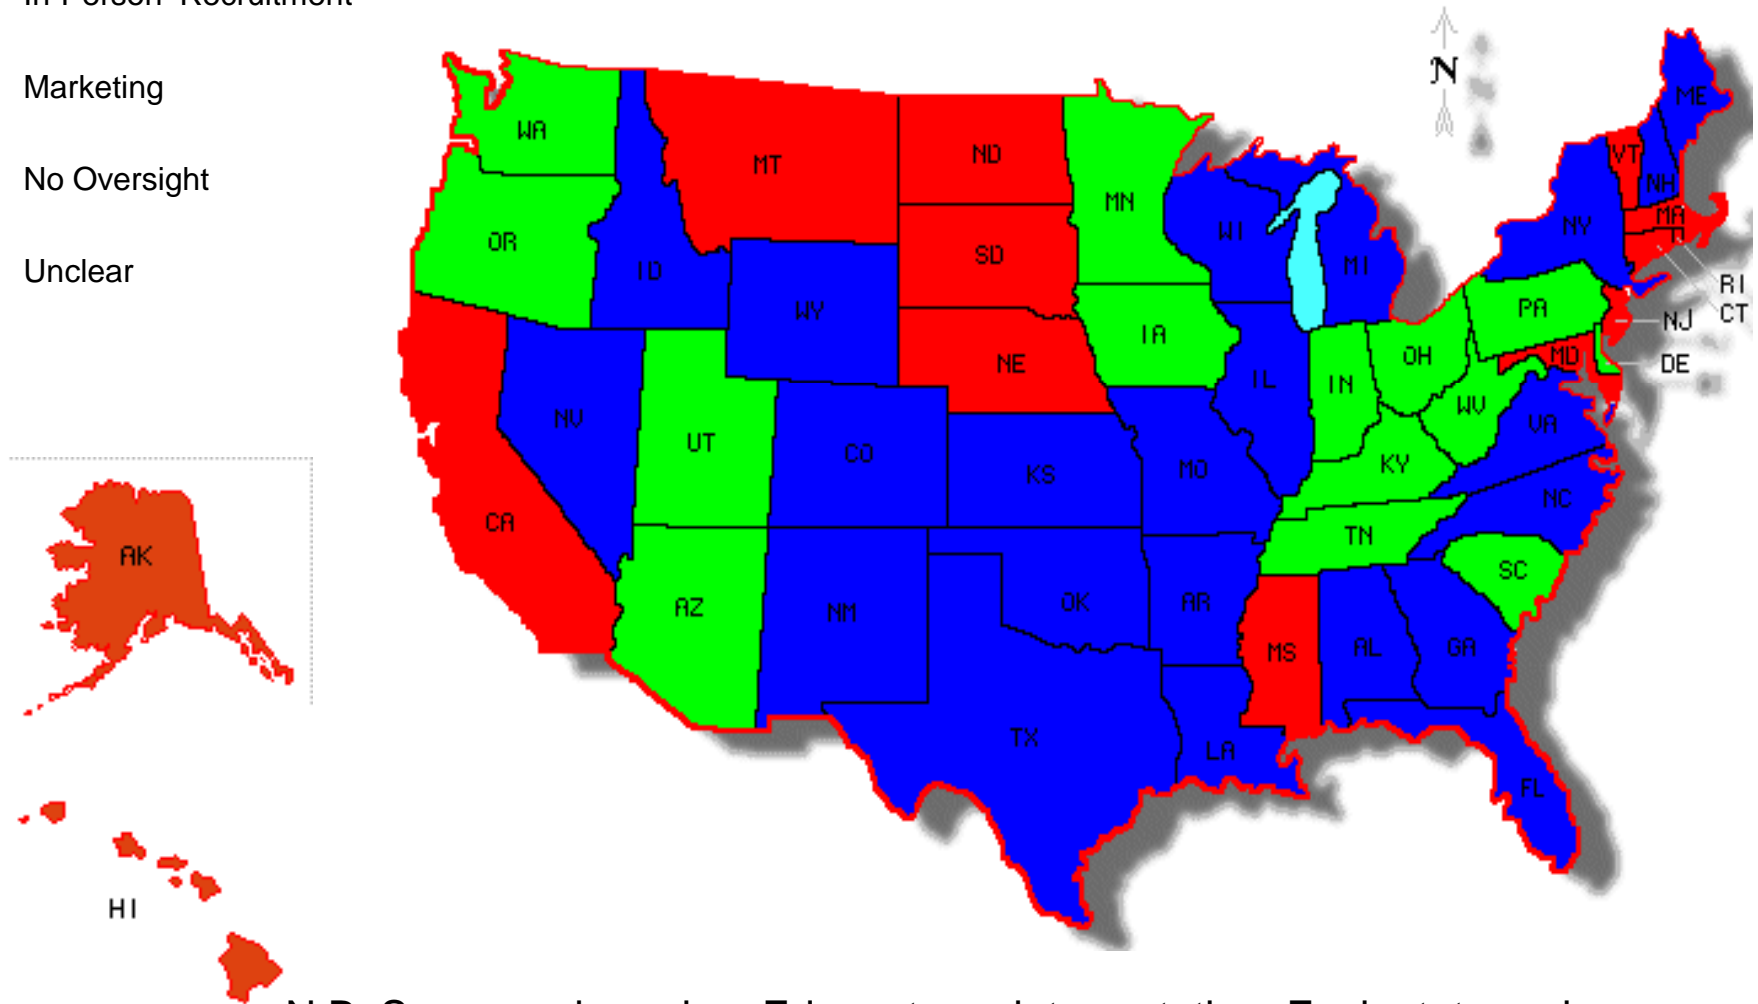 Marketing
No Oversight
Unclear
N
WA
MT
ND
MN
ME
VT
NH
OR
ID
SD
WI
MI
NY
MA
WY
NE
IA
PA
RI
CT
NJ
DE
MD
NV
UT
CO
KS
MO
IL
IN
OH
WV
VA
KY
NC
TN
SC
CA
AK
AZ
NM
OK
AR
MS
AL
GA
TX
LA
FL
HI